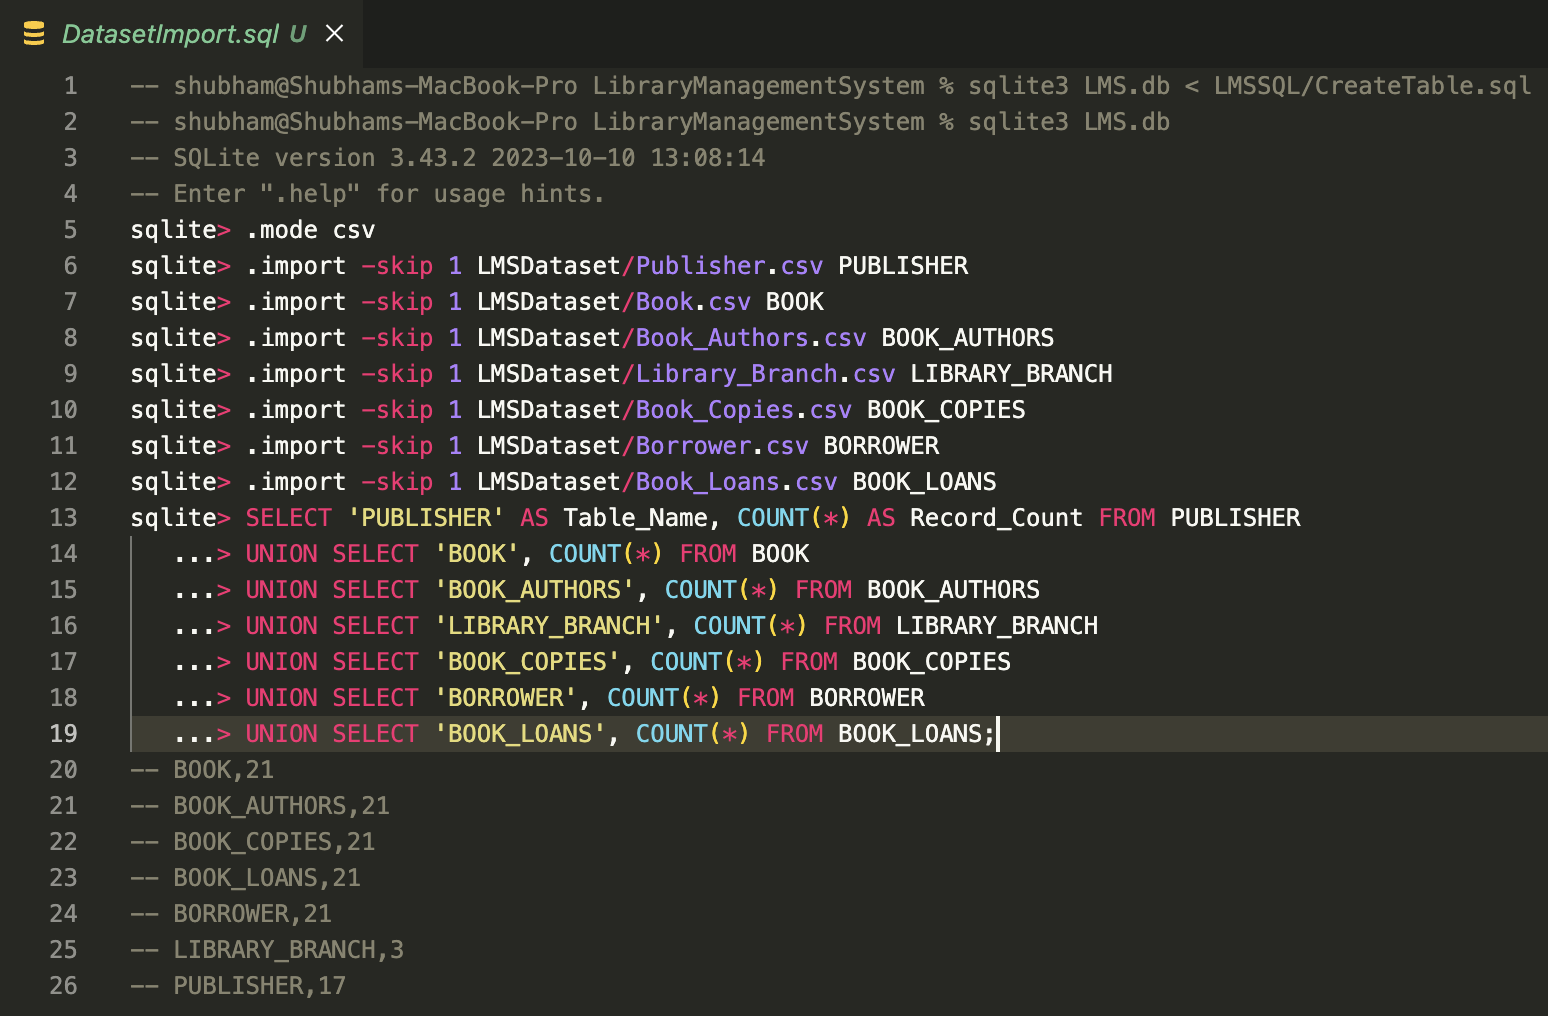 DatasetImport.sql U
1 -- shubham@Shubhams-MacBook-Pro LibraryManagementSystem % sqlite3 LMS.db < LMSSQL/CreateTable.sql
2 -- shubham@Shubhams-MacBook-Pro LibraryManagementSystem % sqlite3 LMS.db
3 -- SQLite version 3.43.2 2023-10-10 13:08:14
4 -- Enter ".help" for usage hints.
5 sqlite> .mode csv
6 sqlite> .import -skip 1 LMSDataset/Publisher.csv PUBLISHER
7 sqlite> .import -skip 1 LMSDataset/Book.csv BOOK
8 sqlite> .import -skip 1 LMSDataset/Book_Authors.csv BOOK_AUTHORS
9 sqlite> .import -skip 1 LMSDataset/Library_Branch.csv LIBRARY_BRANCH
10 sqlite> .import -skip 1 LMSDataset/Book_Copies.csv BOOK_COPIES
11 sqlite> .import -skip 1 LMSDataset/Borrower.csv BORROWER
12 sqlite> .import -skip 1 LMSDataset/Book_Loans.csv BOOK_LOANS
13 sqlite> SELECT 'PUBLISHER' AS Table_Name, COUNT(*) AS Record_Count FROM PUBLISHER
14 ...> UNION SELECT 'BOOK', COUNT(*) FROM BOOK
15 ...> UNION SELECT 'BOOK_AUTHORS', COUNT(*) FROM BOOK_AUTHORS
16 ...> UNION SELECT 'LIBRARY_BRANCH', COUNT(*) FROM LIBRARY_BRANCH
17 ...> UNION SELECT 'BOOK_COPIES', COUNT(*) FROM BOOK_COPIES
18 ...> UNION SELECT 'BORROWER', COUNT(*) FROM BORROWER
19 ...> UNION SELECT 'BOOK_LOANS', COUNT(*) FROM BOOK_LOANS;
20 -- BOOK,21
21 -- BOOK_AUTHORS,21
22 -- BOOK_COPIES,21
23 -- BOOK_LOANS,21
24 -- BORROWER,21
25 -- LIBRARY_BRANCH,3
26 -- PUBLISHER,17